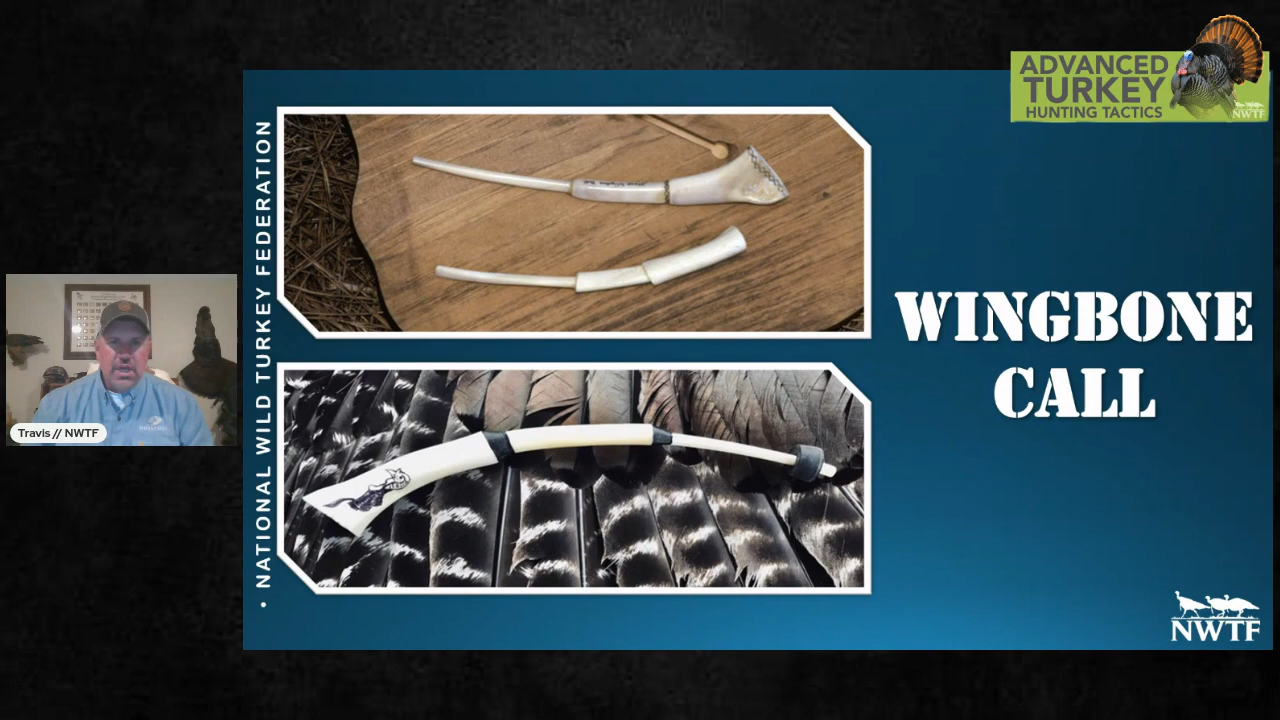 ADVANCED
TURKEY
HUNTING TACTICS
NWTF
• NATIONAL WILD TURKEY FEDERATION
WINGBONE
CALL
Travis // NWTF
NWTF